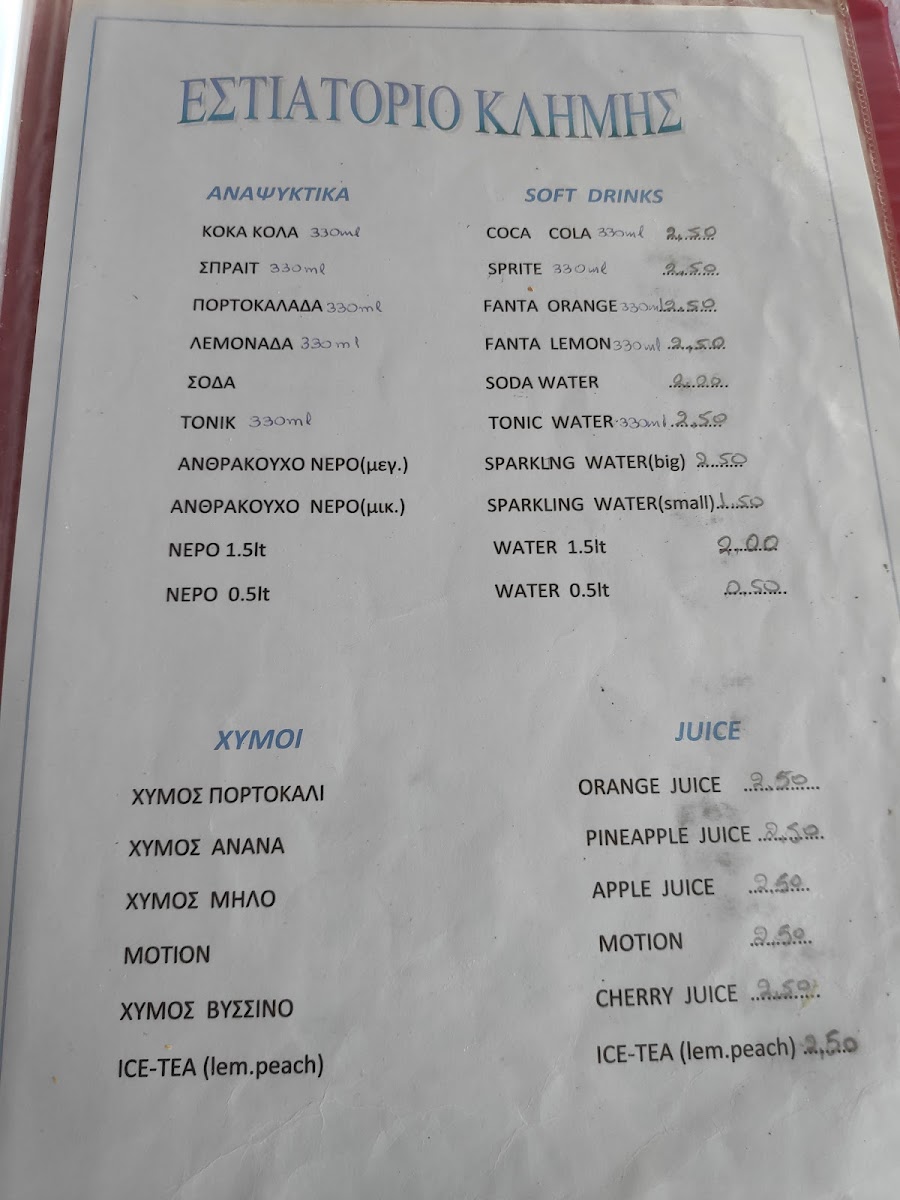 ΕΣΤΙΑΤΟΡΙΟ ΚΛΗΜΗΣ
ΑΝΑΨΥΚΤΙΚΑ SOFT DRINKS
ΚΟΚΑ ΚΟΛΑ 330ml COCA COLA 330ml 2,50
ΣΠΡΑΙΤ 330ml SPRITE 330ml 2,50
ΠΟΡΤΟΚΑΛΑΔΑ 330ml FANTA ORANGE 330ml 2,50
ΛΕΜΟΝΑΔΑ 330ml FANTA LEMON 330ml 2,50
ΣΟΔΑ SODA WATER 2,00
ΤΟΝΙΚ 330ml TONIC WATER 330ml 2,50
ΑΝΘΡΑΚΟΥΧΟ ΝΕΡΟ(μεγ.) SPARKLNG WATER(big) 2,50
ΑΝΘΡΑΚΟΥΧΟ ΝΕΡΟ(μικ.) SPARKLING WATER(small) 1,50
ΝΕΡΟ 1.5lt WATER 1.5lt 2,00
ΝΕΡΟ 0.5lt WATER 0.5lt 0,50
ΧΥΜΟΙ JUICE
ΧΥΜΟΣ ΠΟΡΤΟΚΑΛΙ ORANGE JUICE 2,50
ΧΥΜΟΣ ΑΝΑΝΑ PINEAPPLE JUICE 2,50
ΧΥΜΟΣ ΜΗΛΟ APPLE JUICE 2,50
MOTION MOTION 2,50
ΧΥΜΟΣ ΒΥΣΣΙΝΟ CHERRY JUICE 2,50
ICE-TEA (lem.peach) ICE-TEA (lem.peach) 2,50